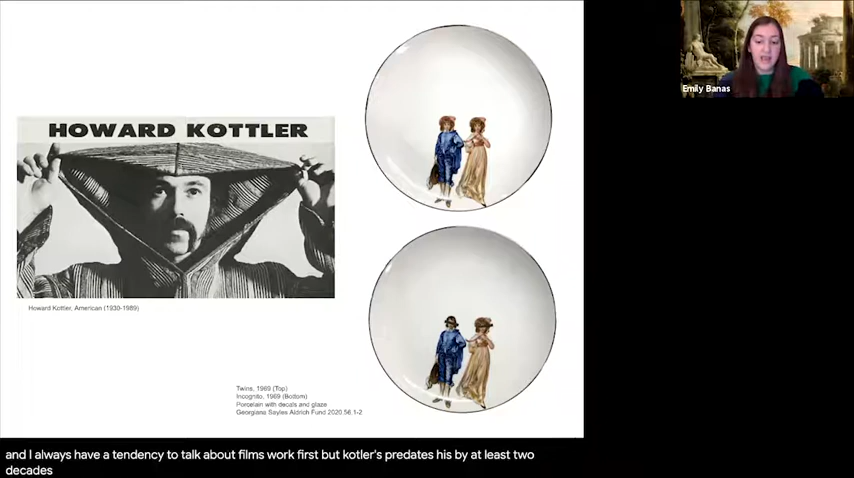 HOWARD KOTTLER
Howard Kottler, American (1930-1989)
Twins, 1969 (Top)
Incognito, 1969 (Bottom)
Porcelain with decals and glaze
Georgiana Sayles Aldrich Fund 2020.56.1-2
Emily Banas
and I always have a tendency to talk about films work first but kotler's predates his by at least two
decades